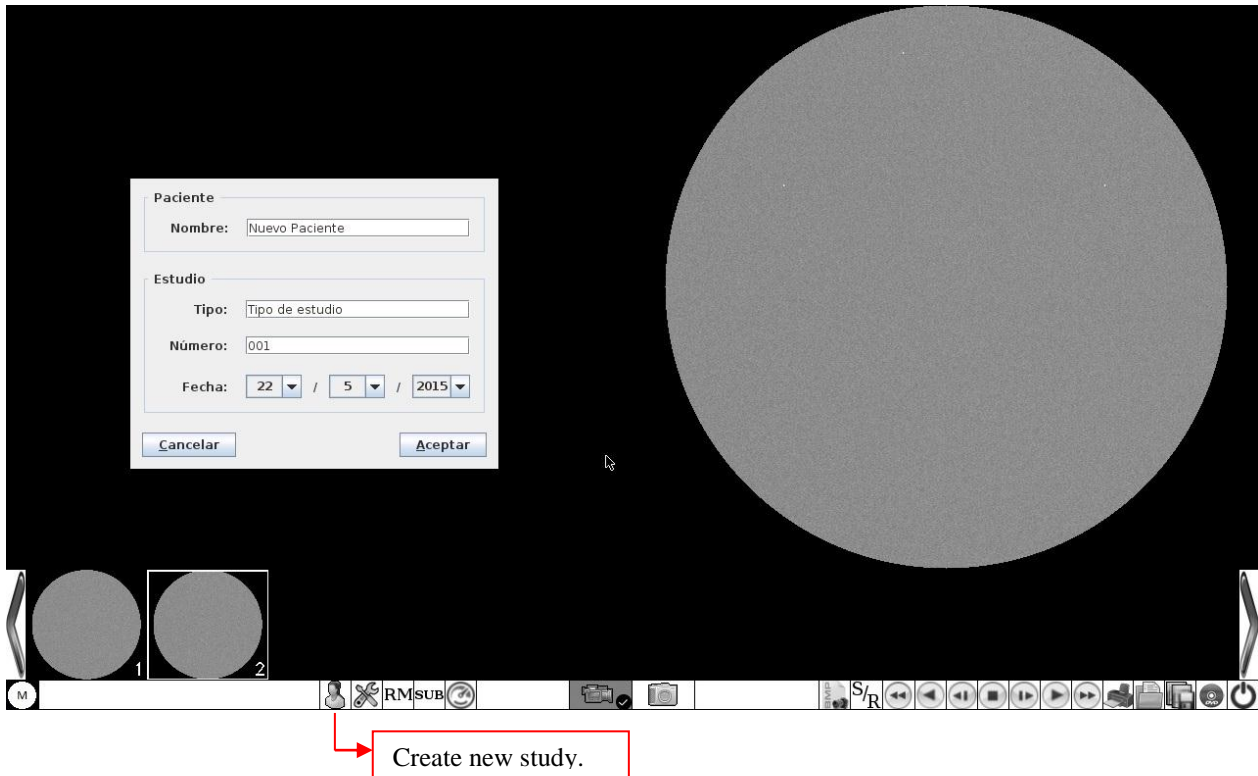 Paciente
Nombre: Nuevo Paciente
Estudio
Tipo: Tipo de estudio
Número: 001
Fecha: 22 / 5 / 2015
Cancelar Aceptar
1 2
M RM SUB BMP S/R DVD
Create new study.